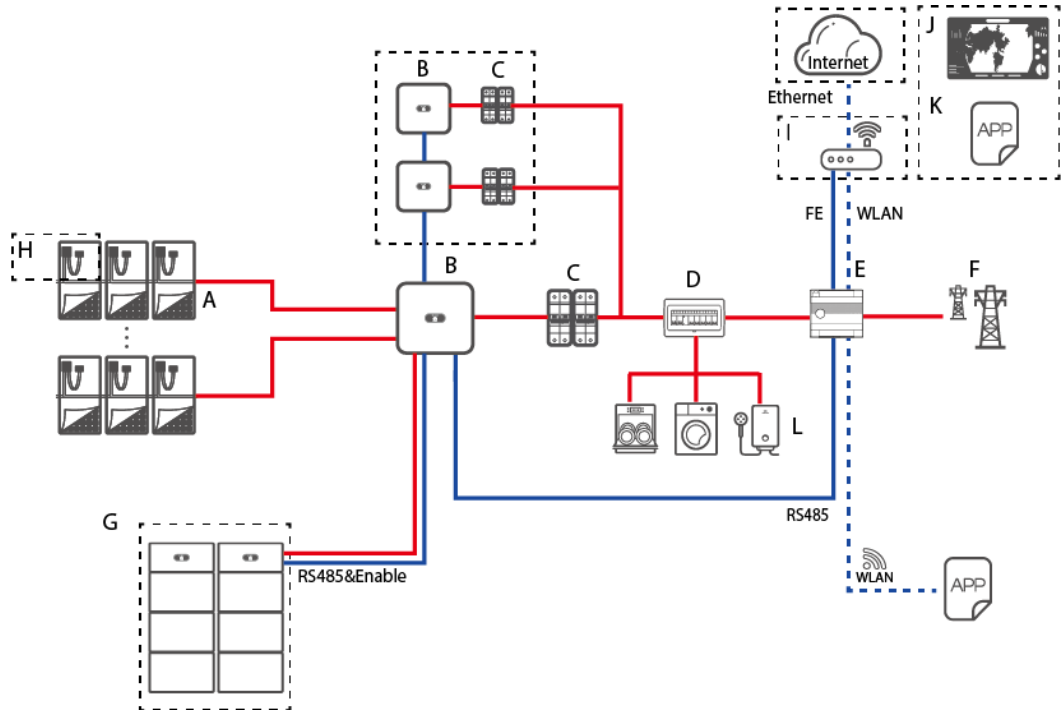 B
C
Internet
J
Ethernet
K
APP
I
FE
WLAN
H
A
B
C
D
E
F
L
RS485
G
RS485&Enable
WLAN
APP